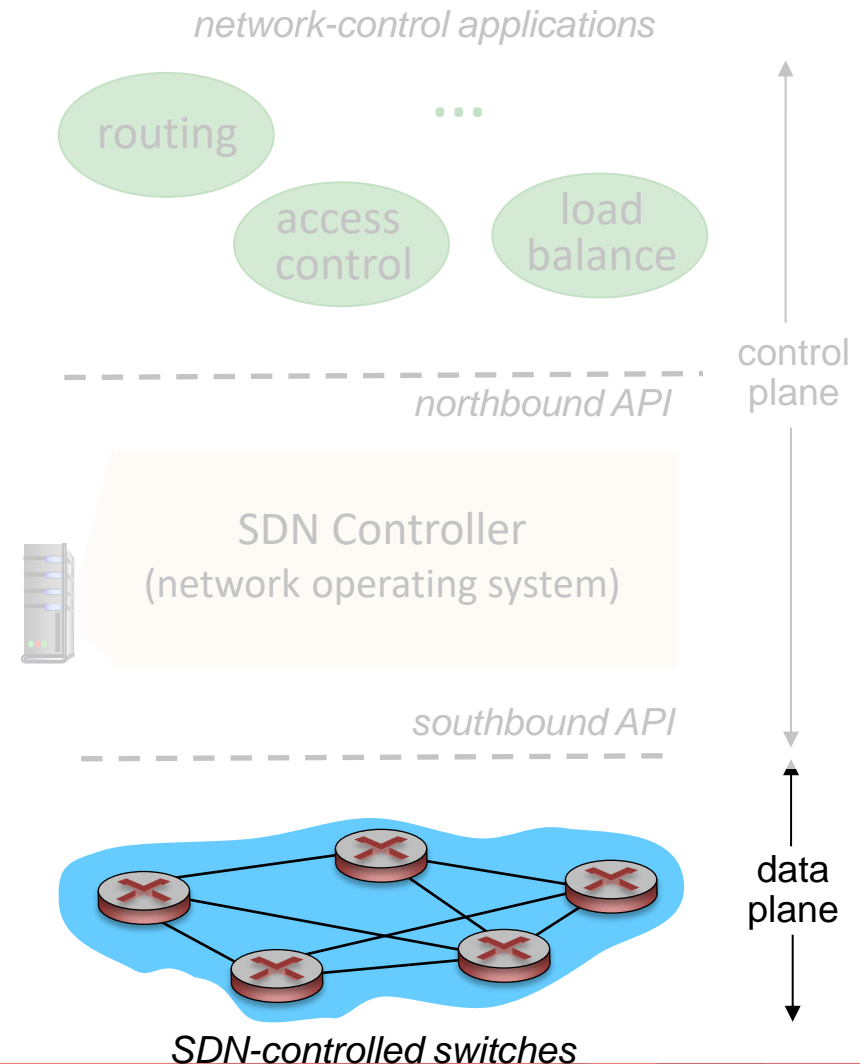 network-control applications
routing
…
access
control
load
balance
control
plane
northbound API
SDN Controller
(network operating system)
southbound API
data
plane
SDN-controlled switches